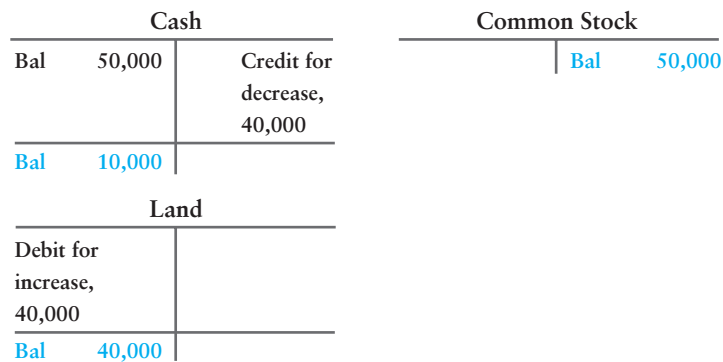 Cash
Bal 50,000 Credit for
decrease,
40,000
Bal 10,000
Common Stock
Bal 50,000
Land
Debit for
increase,
40,000
Bal 40,000